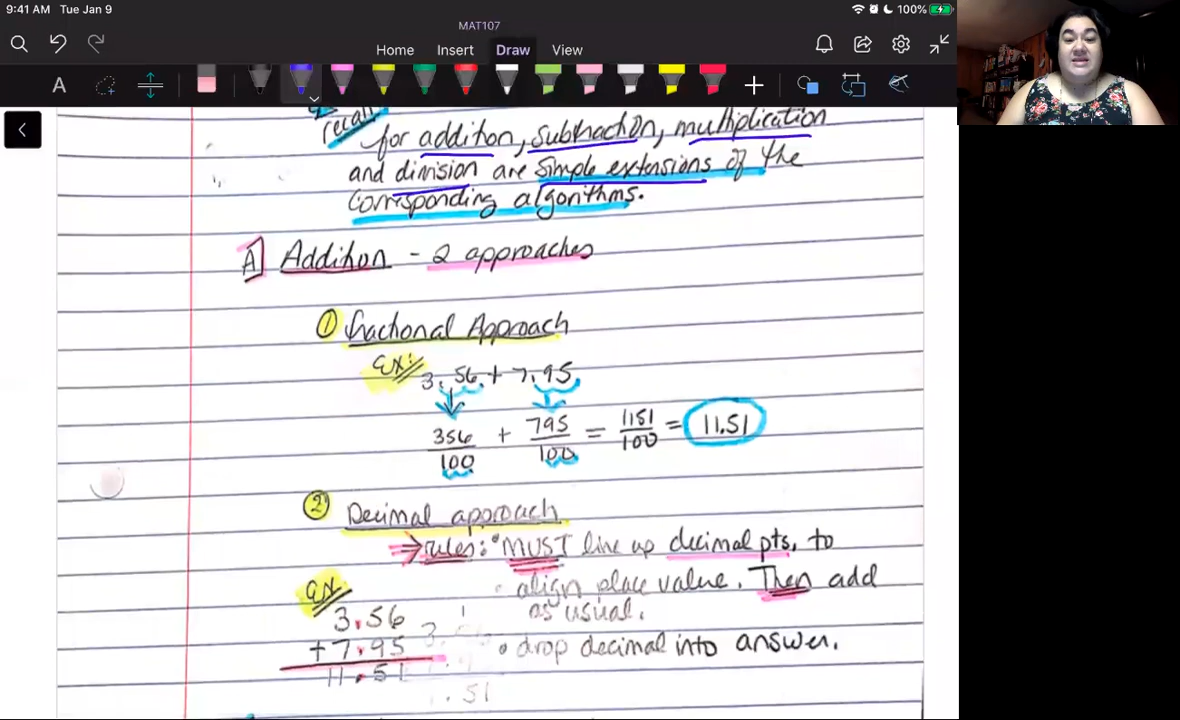 9:41 AM Tue Jan 9
100%
MAT107
Home Insert Draw View
A
recall
for addition, subtraction, multiplication
and division are simple extensions of the
corresponding algorithms.
A] Addition - 2 approaches
① Fractional Approach
Ex:
3.56 + 7.95
356/100 + 795/100 = 1151/100 = 11.51
② Decimal approach
⇒ rules: • MUST line up decimal pts, to
align place value. Then add
as usual.
• drop decimal into answer.
Ex:
3.56
+ 7.95
11.51